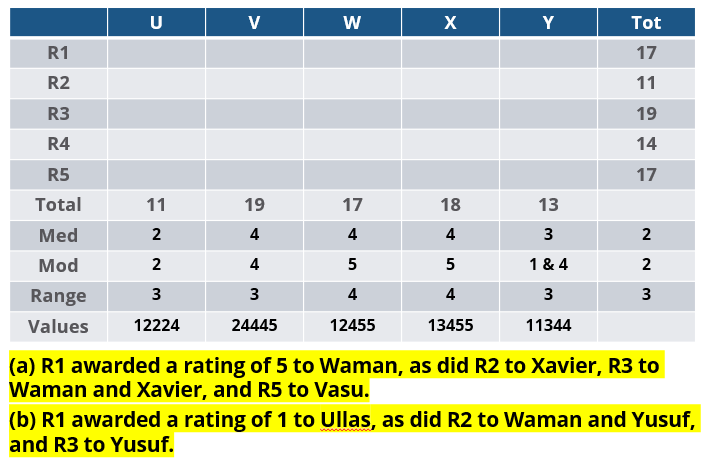 U V W X Y Tot
R1 17
R2 11
R3 19
R4 14
R5 17
Total 11 19 17 18 13
Med 2 4 4 4 3 2
Mod 2 4 5 5 1 & 4 2
Range 3 3 4 4 3 3
Values 12224 24445 12455 13455 11344
(a) R1 awarded a rating of 5 to Waman, as did R2 to Xavier, R3 to
Waman and Xavier, and R5 to Vasu.
(b) R1 awarded a rating of 1 to Ullas, as did R2 to Waman and Yusuf,
and R3 to Yusuf.